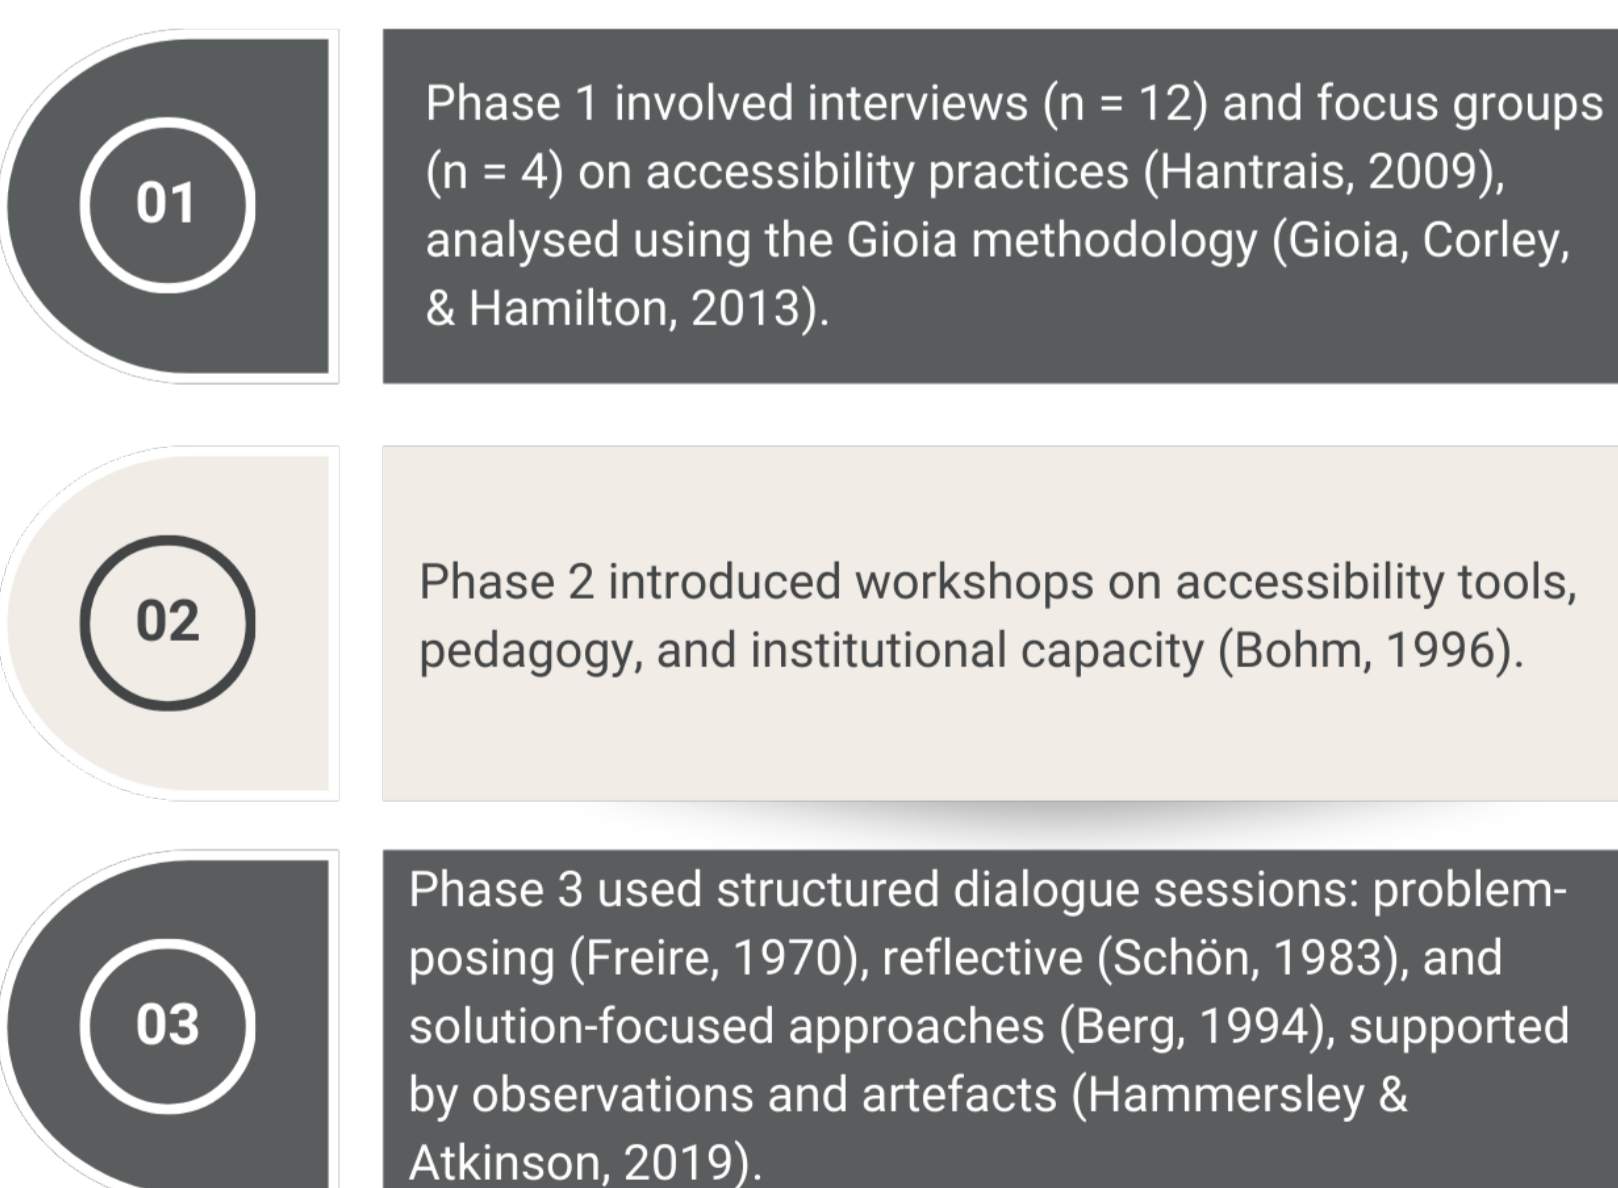 01
Phase 1 involved interviews (n = 12) and focus groups
(n = 4) on accessibility practices (Hantrais, 2009),
analysed using the Gioia methodology (Gioia, Corley,
& Hamilton, 2013).
02
Phase 2 introduced workshops on accessibility tools,
pedagogy, and institutional capacity (Bohm, 1996).
03
Phase 3 used structured dialogue sessions: problem-
posing (Freire, 1970), reflective (Schön, 1983), and
solution-focused approaches (Berg, 1994), supported
by observations and artefacts (Hammersley &
Atkinson, 2019).